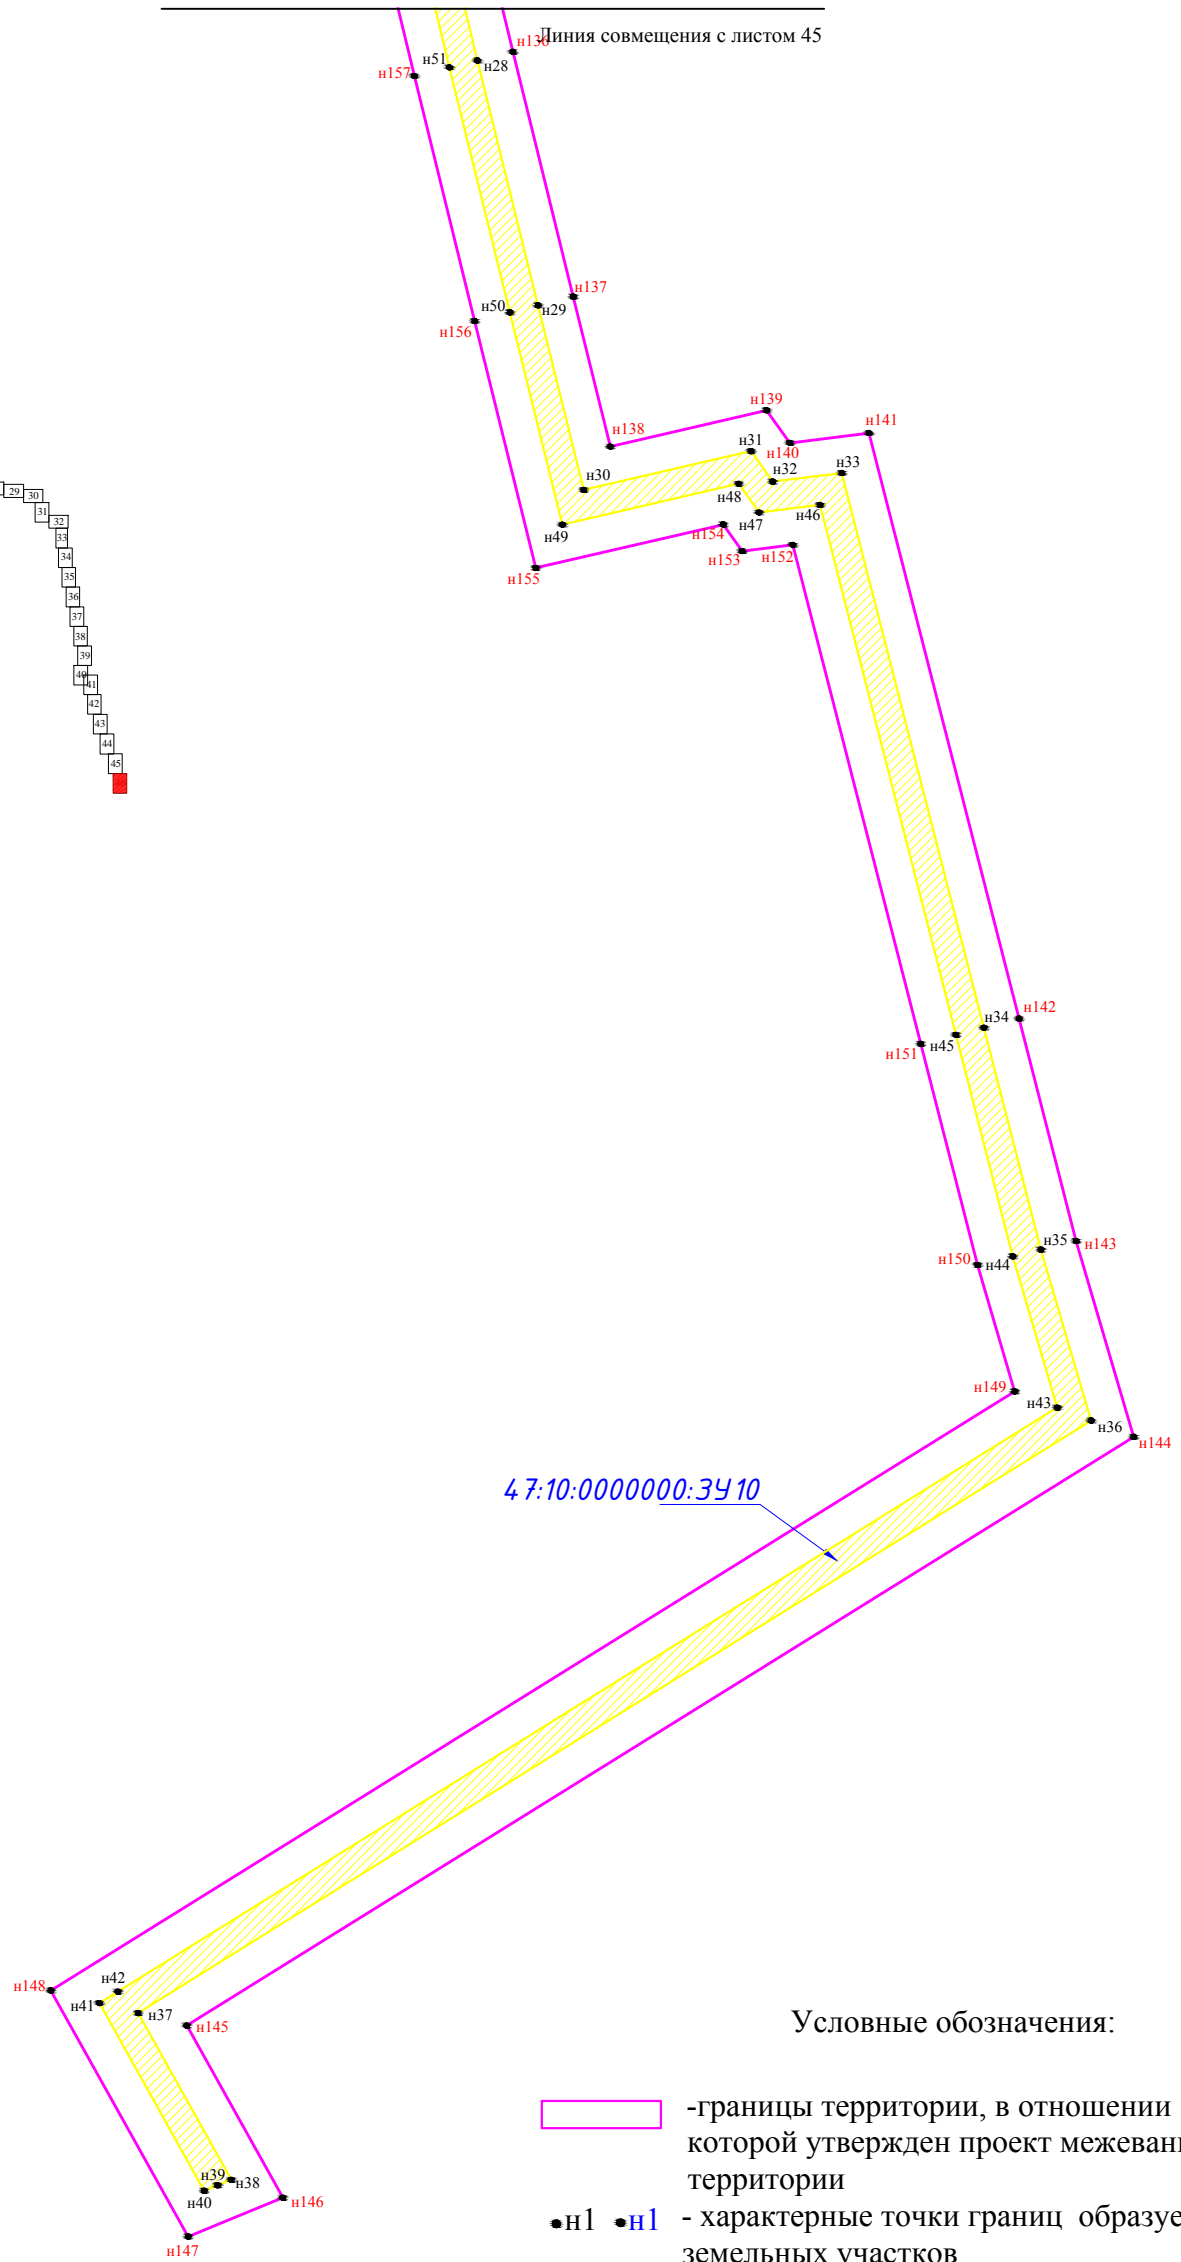 Линия совмещения с листом 45
н136
н51
н28
н157
н137
н50
н29
н156
н139
н141
н138
н31
н140
н33
н32
н30
н48
н46
н47
н49
н154
н153
н152
н155
29
30
31
32
33
34
35
36
37
38
39
40
41
42
43
44
45
46
н142
н34
н45
н151
н35
н143
н150
н44
н149
н43
н36
н144
47:10:0000000:ЗУ10
н42
н148
н41
н37
н145
н39
н38
н40
н146
н147
Условные обозначения:
-границы территории, в отношении
которой утвержден проект межевани
территории
н1 н1 - характерные точки границ образуе
земельных участков